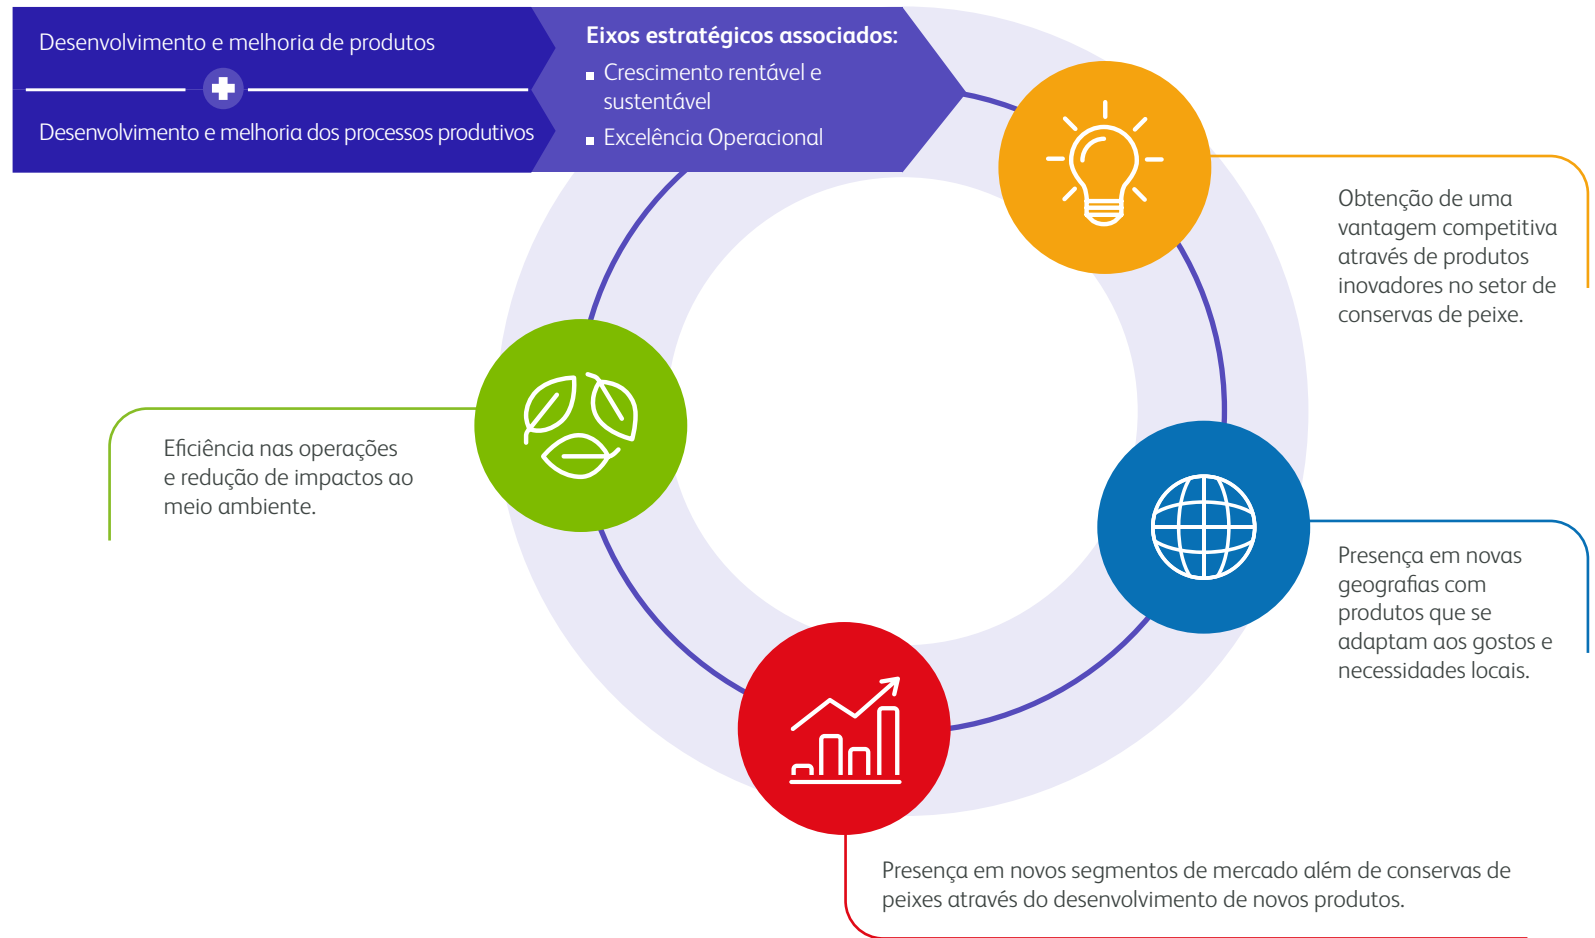 Desenvolvimento e melhoria de produtos
Desenvolvimento e melhoria dos processos produtivos
Eixos estratégicos associados:
Crescimento rentável e
sustentável
Excelência Operacional
Obtenção de uma
vantagem competitiva
através de produtos
inovadores no setor de
conservas de peixe.
Eficiência nas operações
e redução de impactos ao
meio ambiente.
Presença em novas
geografias com
produtos que se
adaptam aos gostos e
necessidades locais.
Presença em novos segmentos de mercado além de conservas de
peixes através do desenvolvimento de novos produtos.